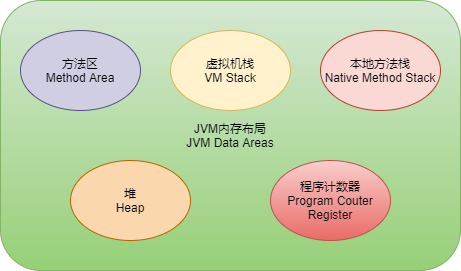 方法区
Method Area
虚拟机栈
VM Stack
本地方法栈
Native Method Stack
JVM内存布局
JVM Data Areas
堆
Heap
程序计数器
Program Couter
Register